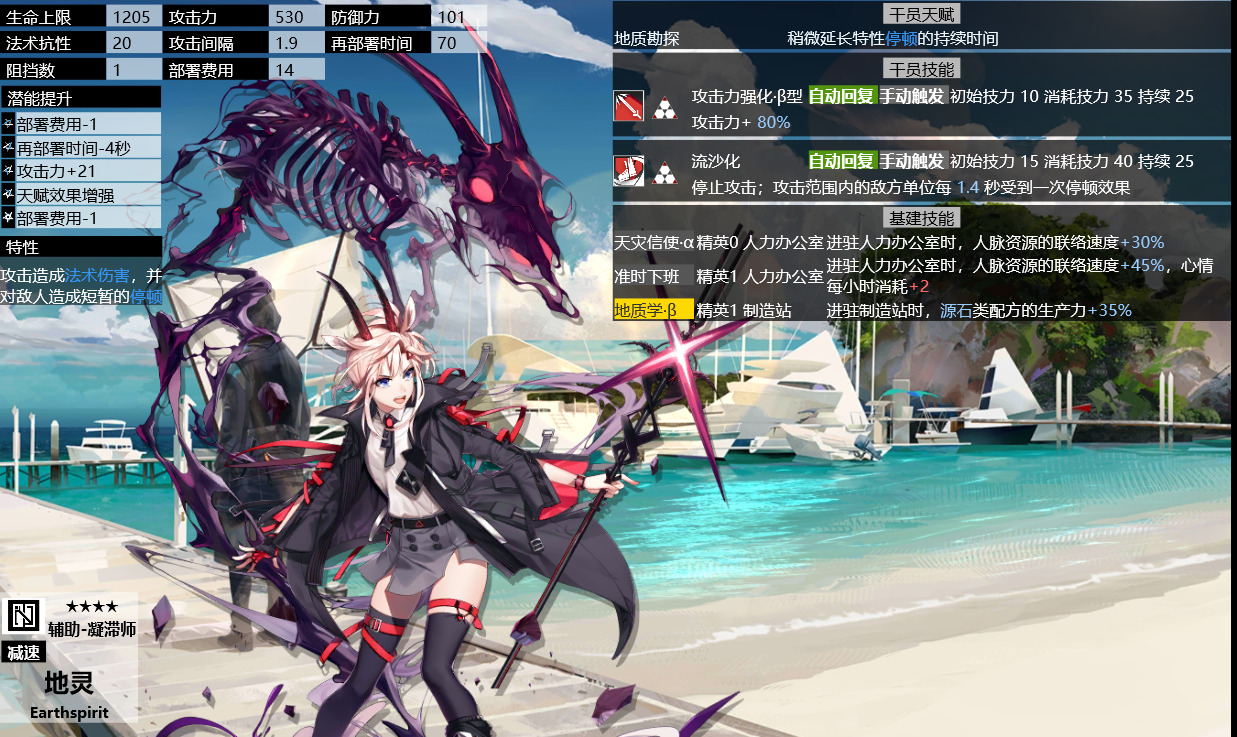 生命上限 1205 攻击力 530 防御力 101
法术抗性 20 攻击间隔 1.9 再部署时间 70
阻挡数 1 部署费用 14
潜能提升
部署费用-1
再部署时间-4秒
攻击力+21
天赋效果增强
部署费用-1
特性
攻击造成法术伤害，并
对敌人造成短暂的停顿
干员天赋
地质勘探 稍微延长特性停顿的持续时间
干员技能
攻击力强化·β型 自动回复 手动触发 初始技力 10 消耗技力 35 持续 25
攻击力+ 80%
流沙化 自动回复 手动触发 初始技力 15 消耗技力 40 持续 25
停止攻击；攻击范围内的敌方单位每 1.4 秒受到一次停顿效果
基建技能
天灾信使·α 精英0 人力办公室 进驻人力办公室时，人脉资源的联络速度+30%
准时下班 精英1 人力办公室 进驻人力办公室时，人脉资源的联络速度+45%，心情
每小时消耗+2
地质学·β 精英1 制造站 进驻制造站时，源石类配方的生产力+35%
★★★★
辅助-凝滞师
减速
地灵
Earthspirit